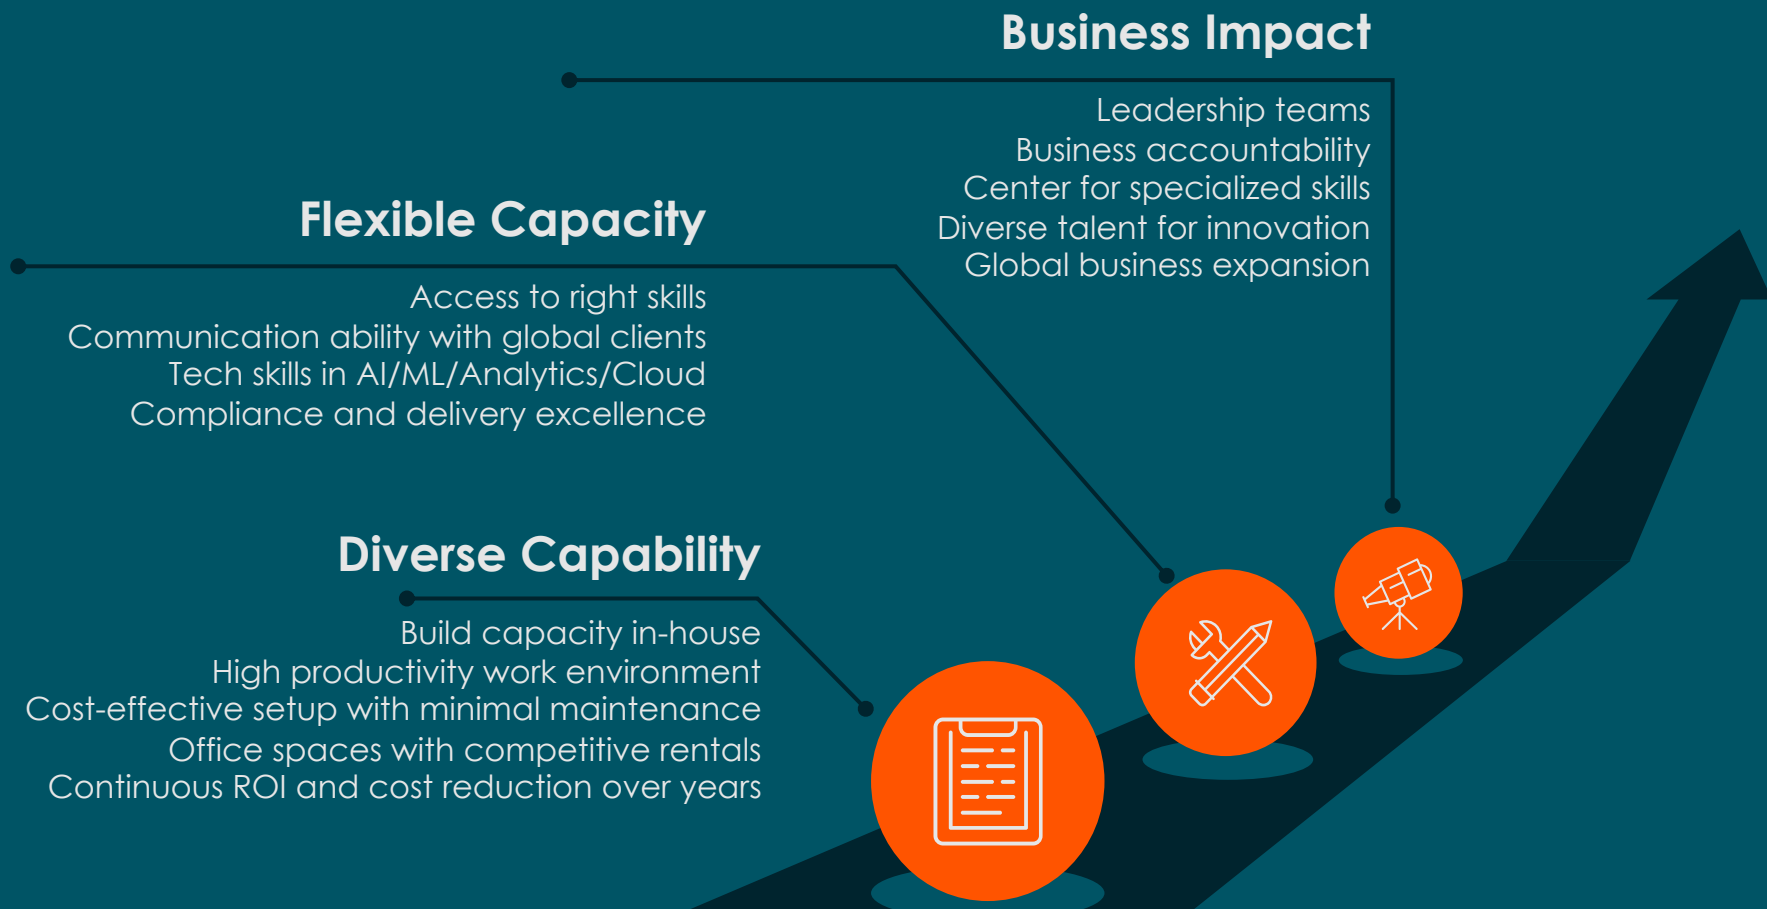 Business Impact
Leadership teams
Business accountability
Center for specialized skills
Diverse talent for innovation
Global business expansion
Flexible Capacity
Access to right skills
Communication ability with global clients
Tech skills in AI/ML/Analytics/Cloud
Compliance and delivery excellence
Diverse Capability
Build capacity in-house
High productivity work environment
Cost-effective setup with minimal maintenance
Office spaces with competitive rentals
Continuous ROI and cost reduction over years